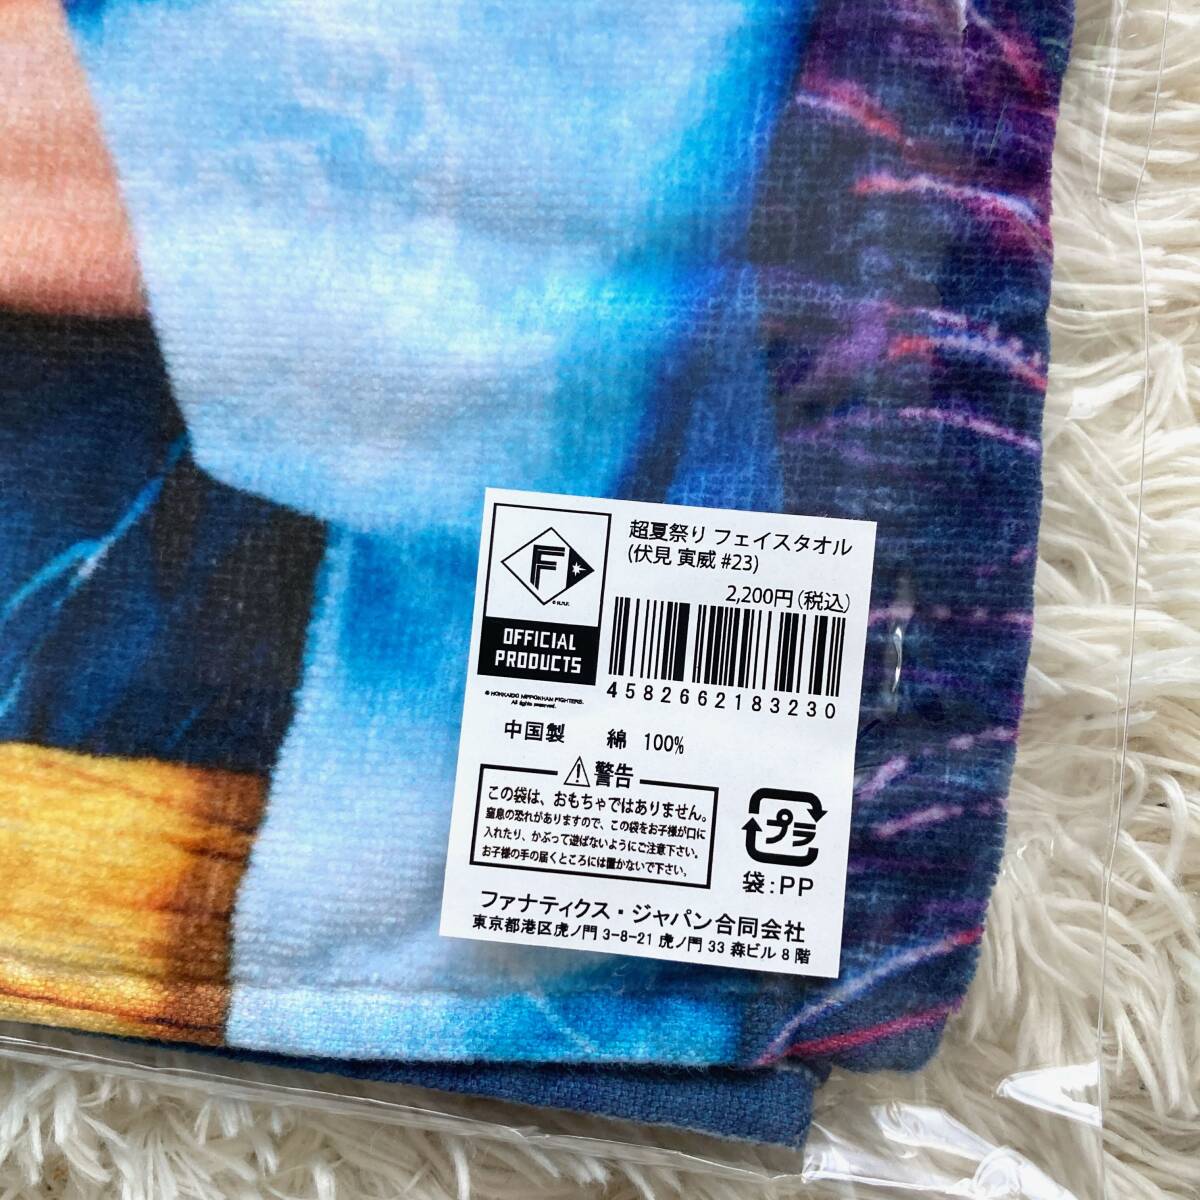 超夏祭り フェイスタオル
(伏見 寅威 #23)
2,200円(税込)
F
© H.N.F.
OFFICIAL
PRODUCTS
© HOKKAIDO NIPPONHAM FIGHTERS.
All rights reserved.
4582662183230
中国製 綿 100%
警告
この袋は、おもちゃではありません。
窒息の恐れがありますので、この袋をお子様が口に
入れたり、かぶって遊ばないようにご注意下さい。
お子様の手の届くところには置かないで下さい。
プラ
袋:PP
ファナティクス・ジャパン合同会社
東京都港区虎ノ門 3-8-21 虎ノ門 33 森ビル 8 階